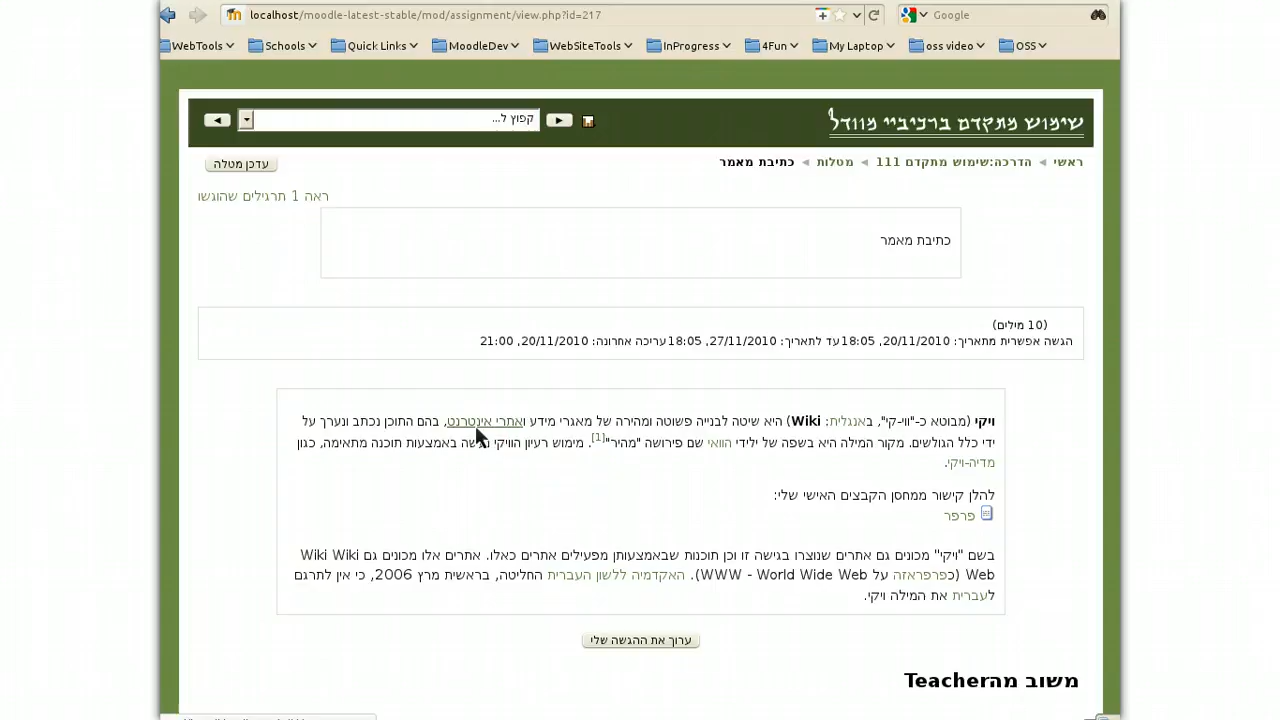 localhost/moodle-latest-stable/mod/assignment/view.php?id=217
Google
WebTools
Schools
Quick Links
MoodleDev
WebSiteTools
InProgress
4Fun
My Laptop
oss video
OSS
שימוש מתקדם ברכיביי מוודל
קפוץ ל...
ראשי ◄ הדרכה:שימוש מתקדם 111 ◄ מטלות ◄ כתיבת מאמר
עדכן מטלה
ראה 1 תרגילים שהוגשו
כתיבת מאמר
(10 מילים)
הגשה אפשרית מתאריך: 20/11/2010, 18:05 עד לתאריך: 27/11/2010, 18:05 עריכה אחרונה: 20/11/2010, 21:00
ויקי (מבוטא כ-"ווי-קי", באנגלית: Wiki) היא שיטה לבנייה פשוטה ומהירה של מאגרי מידע ואתרי אינטרנט, בהם התוכן נכתב ונערך על
ידי כלל הגולשים. מקור המילה היא בשפה של ילידי הוואי שם פירושה "מהיר"[1]. מימוש רעיון הוויקי נעשה באמצעות תוכנה מתאימה, כגון
מדיה-ויקי.
להלן קישור ממחסן הקבצים האישי שלי:
פרפר
בשם "ויקי" מכונים גם אתרים שנוצרו בגישה זו וכן תוכנות שבאמצעותן מפעילים אתרים כאלו. אתרים אלו מכונים גם Wiki Wiki
Web (כפרפראזה על WWW - World Wide Web). האקדמיה ללשון העברית החליטה, בראשית מרץ 2006, כי אין לתרגם
לעברית את המילה ויקי.
ערוך את ההגשה שלי
משוב מהTeacher